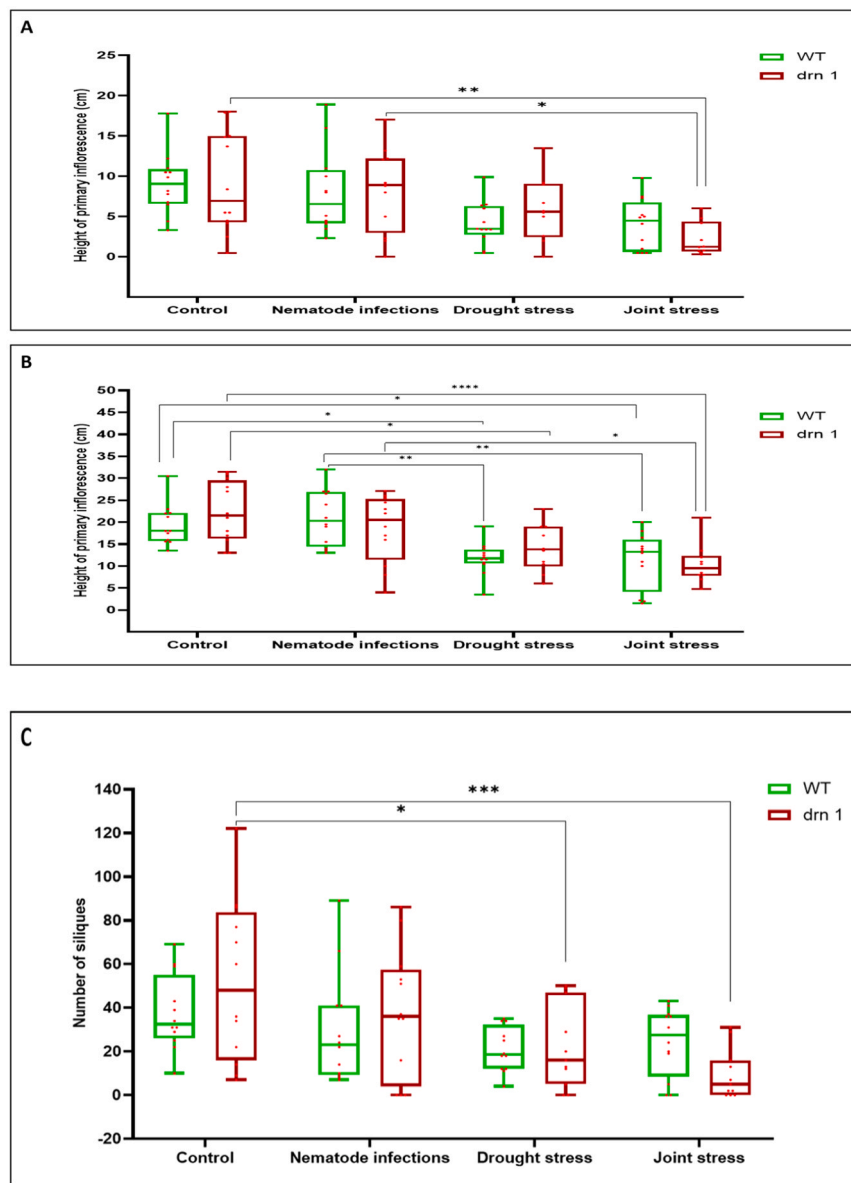 A
Height of primary inflorescence (cm)
25
20
15
10
5
0
** 
*
WT
drn 1
Control
Nematode infections
Drought stress
Joint stress
B
Height of primary inflorescence (cm)
50
45
40
35
30
25
20
15
10
5
0
****
*
*
*
*
**
**
WT
drn 1
Control
Nematode infections
Drought stress
Joint stress
C
Number of siliques
140
120
100
80
60
40
20
0
-20
***
*
WT
drn 1
Control
Nematode infections
Drought stress
Joint stress